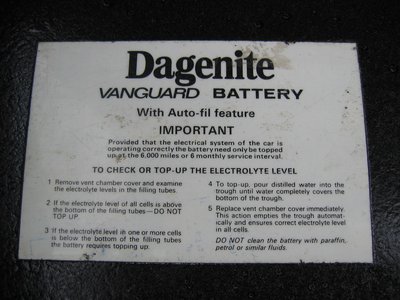 Dagenite
VANGUARD BATTERY
With Auto-fil feature
IMPORTANT
Provided that the electrical system of the car is
operating correctly the battery need only be topped
up at the 6,000 miles or 6 monthly service interval.
TO CHECK OR TOP-UP THE ELECTROLYTE LEVEL
1 Remove vent chamber cover and examine
the electrolyte levels in the filling tubes.
2 If the electrolyte level of all cells is above
the bottom of the filling tubes—DO NOT
TOP UP.
3 If the electrolyte level in one or more cells
is below the bottom of the filling tubes
the battery requires topping up:
4 To top-up, pour distilled water into the
trough until water completely covers the
bottom of the trough.
5 Replace vent chamber cover immediately.
This action empties the trough automat-
ically and ensures correct electrolyte level
in all cells.
DO NOT clean the battery with paraffin,
petrol or similar fluids.